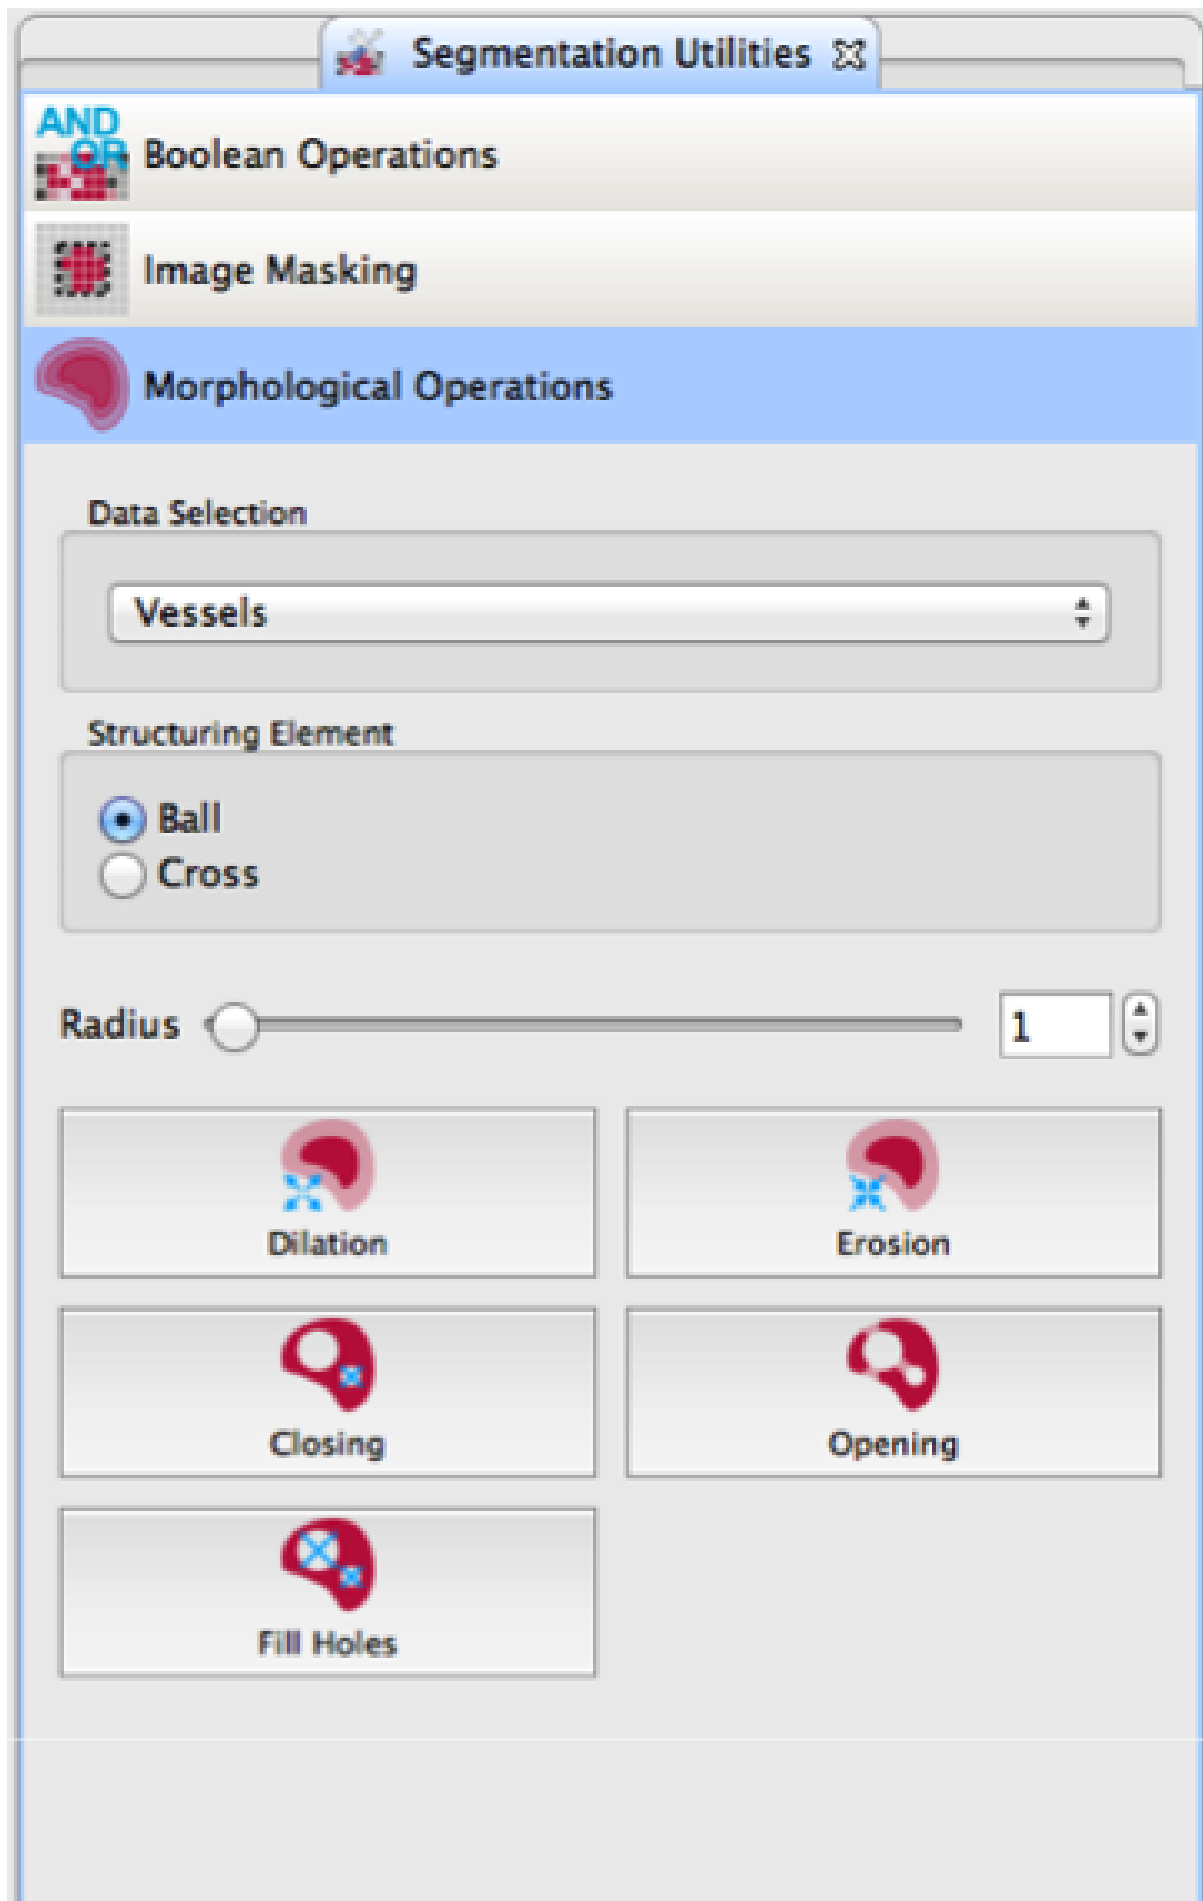 Segmentation Utilities
AND
OR
Boolean Operations
Image Masking
Morphological Operations
Data Selection
Vessels
Structuring Element
Ball
Cross
Radius 1
Dilation Erosion
Closing Opening
Fill Holes